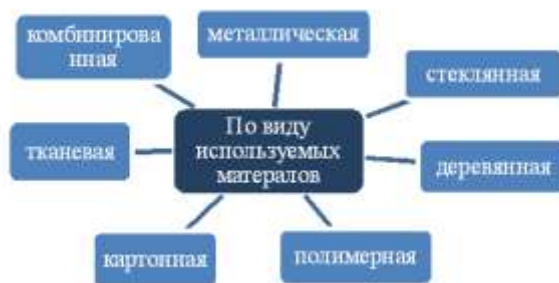 комбинирова
нная
металлическая
стеклянная
тканевая
По виду
используемых
матералов
деревянная
картонная
полимерная